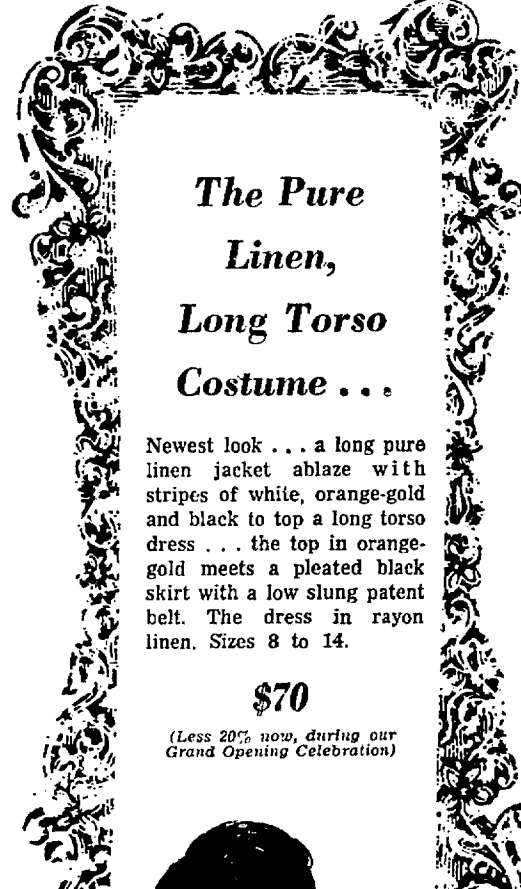 The Pure
Linen,
Long Torso
Costume . . .
Newest look . . . a long pure
linen jacket ablaze with
stripes of white, orange-gold
and black to top a long torso
dress . . . the top in orange-
gold meets a pleated black
skirt with a low slung patent
belt. The dress in rayon
linen. Sizes 8 to 14.
$70
(Less 20% now, during our
Grand Opening Celebration)